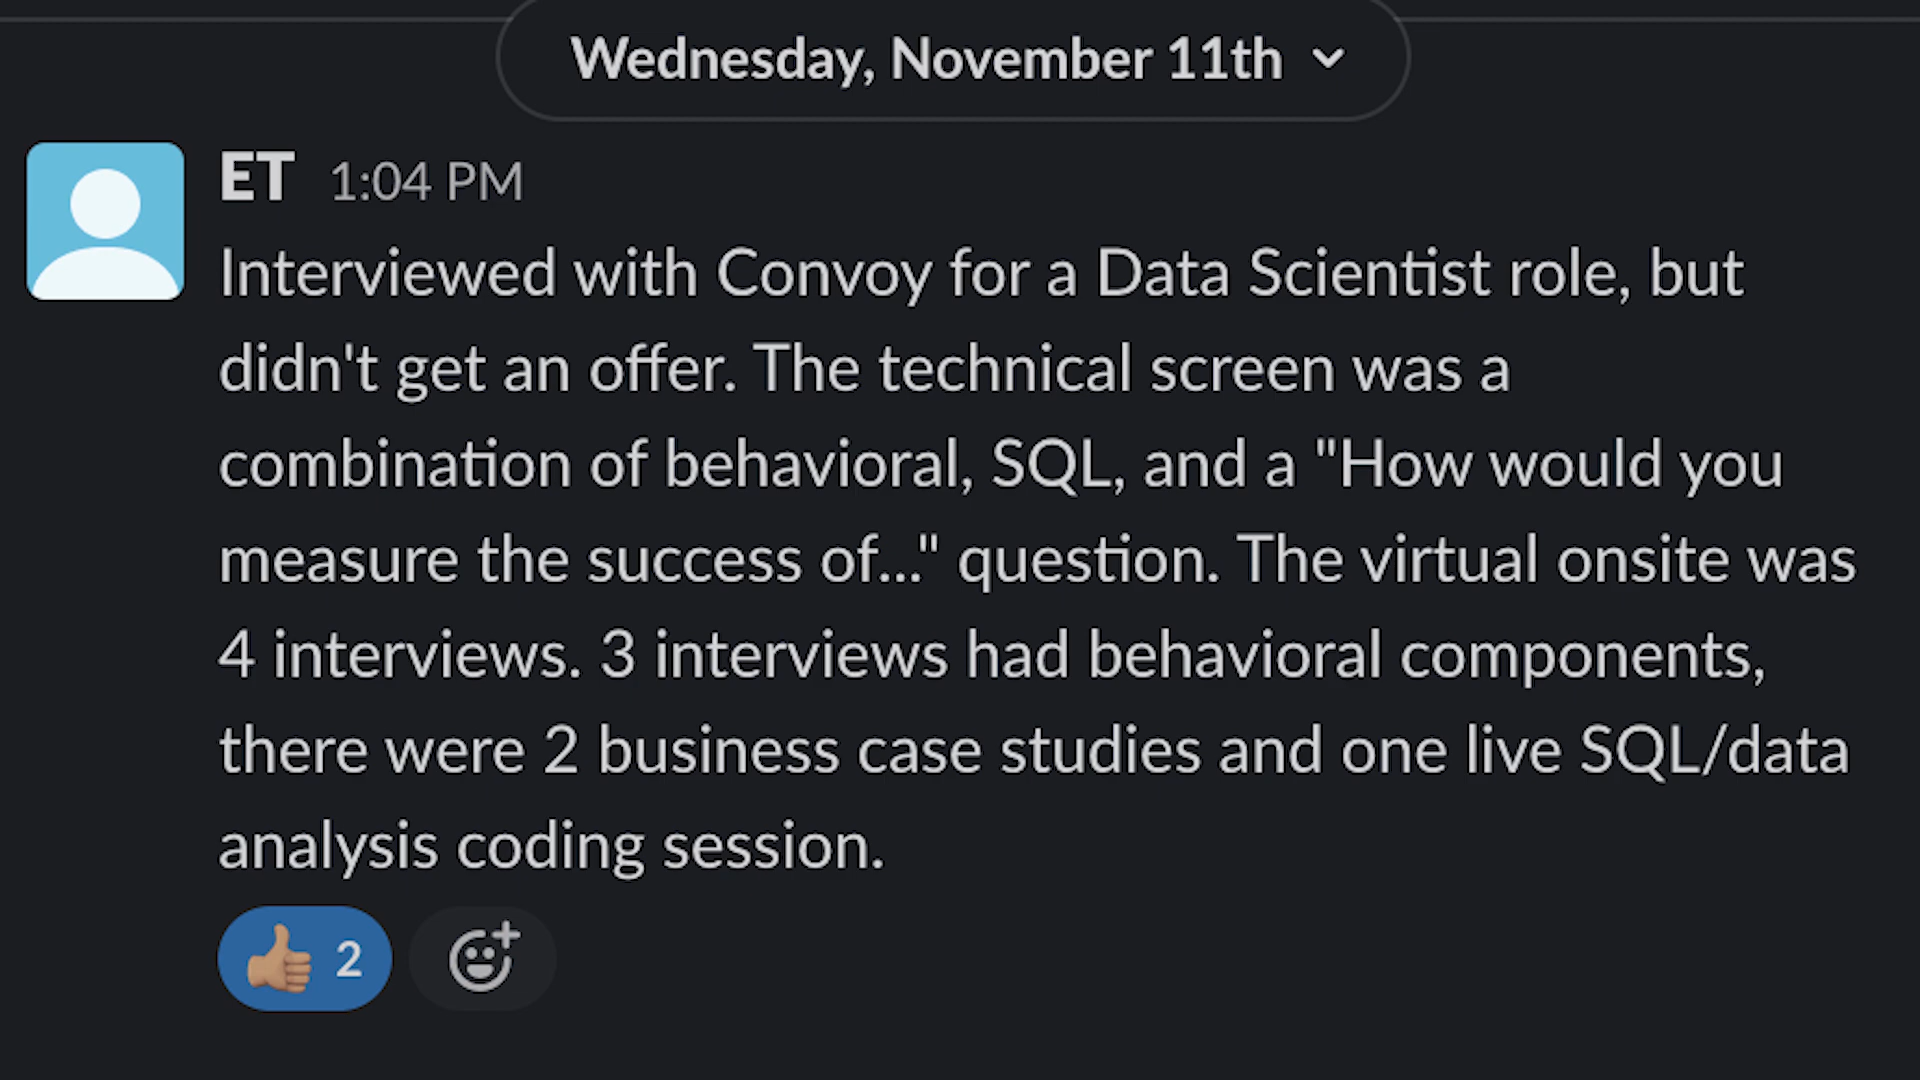 Wednesday, November 11th
ET 1:04 PM
Interviewed with Convoy for a Data Scientist role, but
didn't get an offer. The technical screen was a
combination of behavioral, SQL, and a "How would you
measure the success of..." question. The virtual onsite was
4 interviews. 3 interviews had behavioral components,
there were 2 business case studies and one live SQL/data
analysis coding session.
2